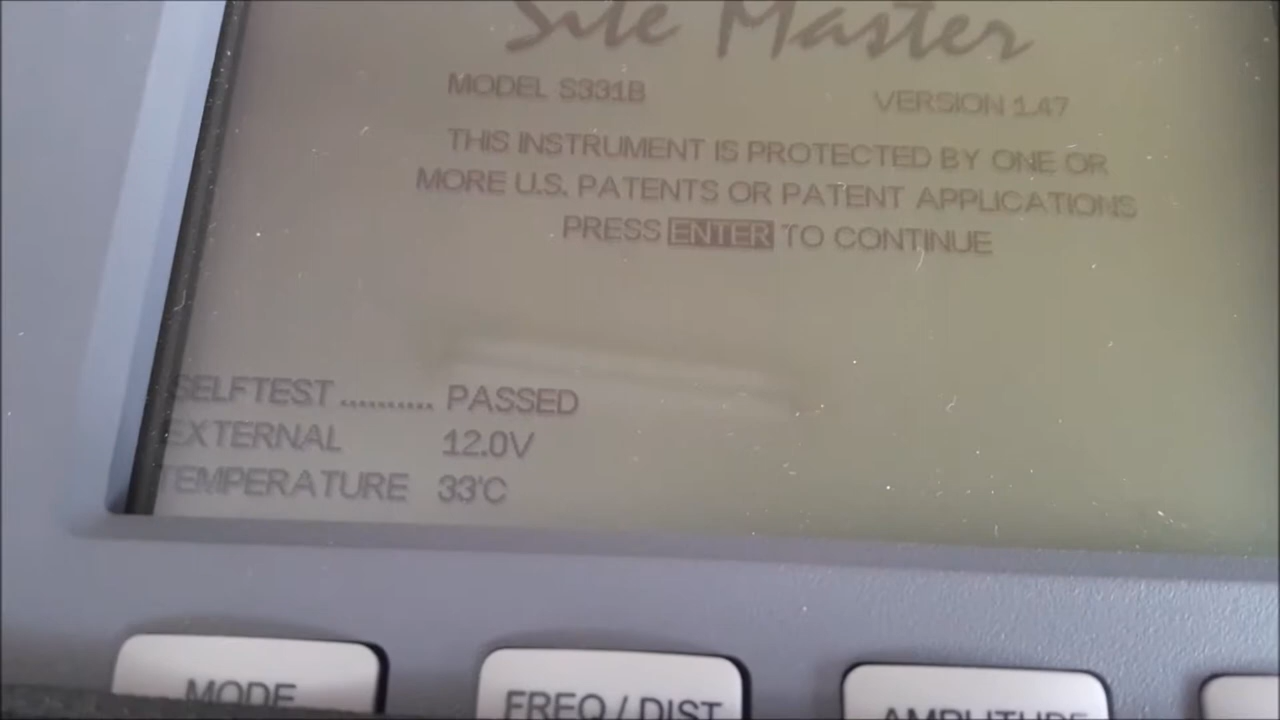 Site Master
MODEL S331B VERSION 1.47
THIS INSTRUMENT IS PROTECTED BY ONE OR
MORE U.S. PATENTS OR PATENT APPLICATIONS
PRESS ENTER TO CONTINUE
SELFTEST .......... PASSED
EXTERNAL 12.0V
TEMPERATURE 33'C
MODE FREQ / DIST AMPLITUDE